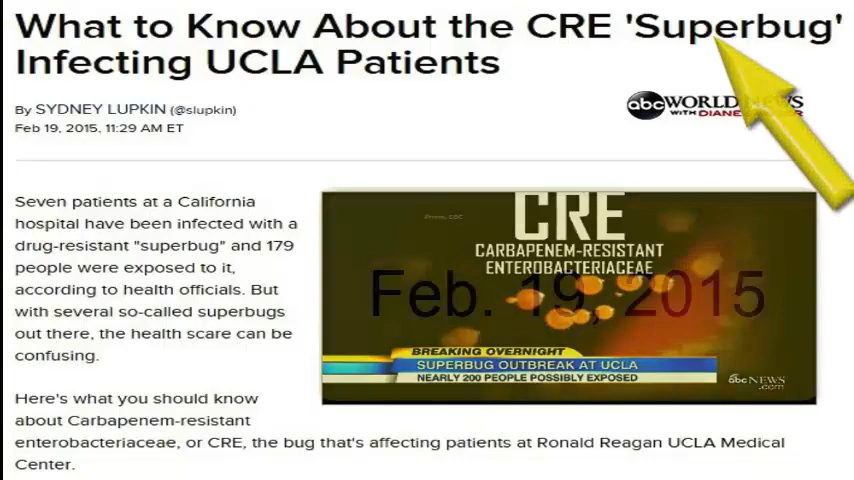 What to Know About the CRE 'Superbug'
Infecting UCLA Patients
By SYDNEY LUPKIN (@slupkin)
Feb 19, 2015, 11:29 AM ET
abc WORLD NEWS
WITH DIANE
Seven patients at a California
hospital have been infected with a
drug-resistant "superbug" and 179
people were exposed to it,
according to health officials. But
with several so-called superbugs
out there, the health scare can be
confusing.
CRE
CARBAPENEM-RESISTANT
ENTEROBACTERIACEAE
Feb. 19, 2015
BREAKING OVERNIGHT
SUPERBUG OUTBREAK AT UCLA
NEARLY 200 PEOPLE POSSIBLY EXPOSED
abcNEWS
.com
Here's what you should know
about Carbapenem-resistant
enterobacteriaceae, or CRE, the bug that's affecting patients at Ronald Reagan UCLA Medical
Center.